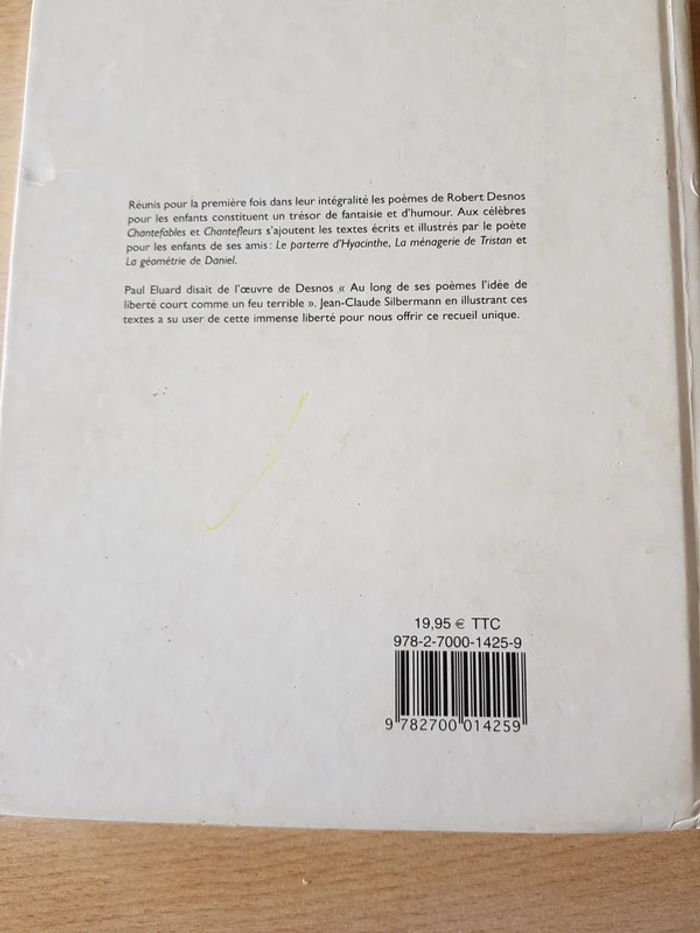 Réunis pour la première fois dans leur intégralité les poèmes de Robert Desnos
pour les enfants constituent un trésor de fantaisie et d'humour. Aux célèbres
Chantefables et Chantefleurs s'ajoutent les textes écrits et illustrés par le poète
pour les enfants de ses amis : Le parterre d'Hyacinthe, La ménagerie de Tristan et
La géométrie de Daniel.
Paul Eluard disait de l'œuvre de Desnos « Au long de ses poèmes l'idée de
liberté court comme un feu terrible ». Jean-Claude Silbermann en illustrant ces
textes a su user de cette immense liberté pour nous offrir ce recueil unique.
19,95 € TTC
978-2-7000-1425-9
9 782700 014259